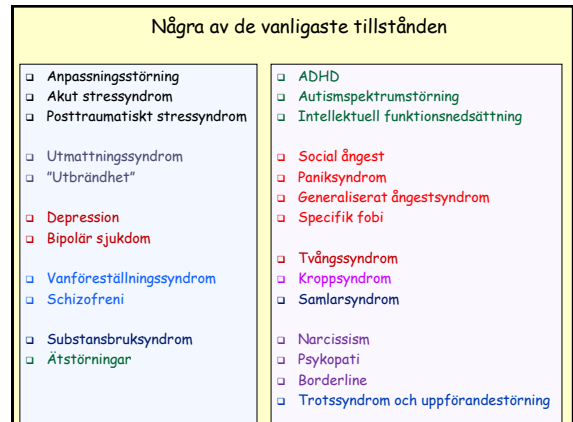 Några av de vanligaste tillstånden
Anpassningsstörning
Akut stressyndrom
Posttraumatiskt stressyndrom
Utmattningssyndrom
"Utbrändhet"
Depression
Bipolär sjukdom
Vanföreställningssyndrom
Schizofreni
Substansbruksyndrom
Ätstörningar
ADHD
Autismspektrumstörning
Intellektuell funktionsnedsättning
Social ångest
Paniksyndrom
Generaliserat ångestsyndrom
Specifik fobi
Tvångssyndrom
Kroppsyndrom
Samlarsyndrom
Narcissism
Psykopati
Borderline
Trotssyndrom och uppförandestörning